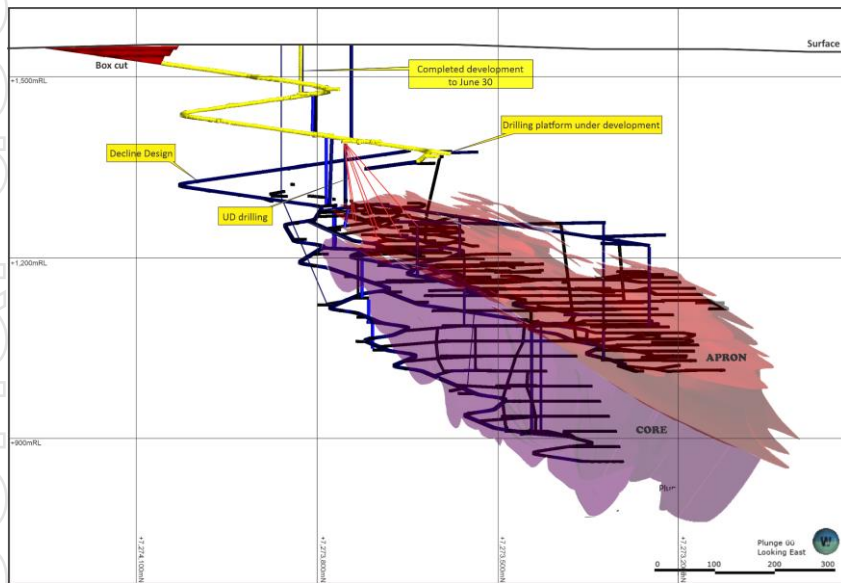 Surface
Box cut
Completed development
to June 30
+1,500mRL
Drilling platform under development
Decline Design
UD drilling
+1,200mRL
APRON
CORE
+900mRL
Plur
+7,274,100mN
+7,273,800mN
+7,273,500mN
+7,273,200mN
Plunge üü
Looking East
0 100 200 300